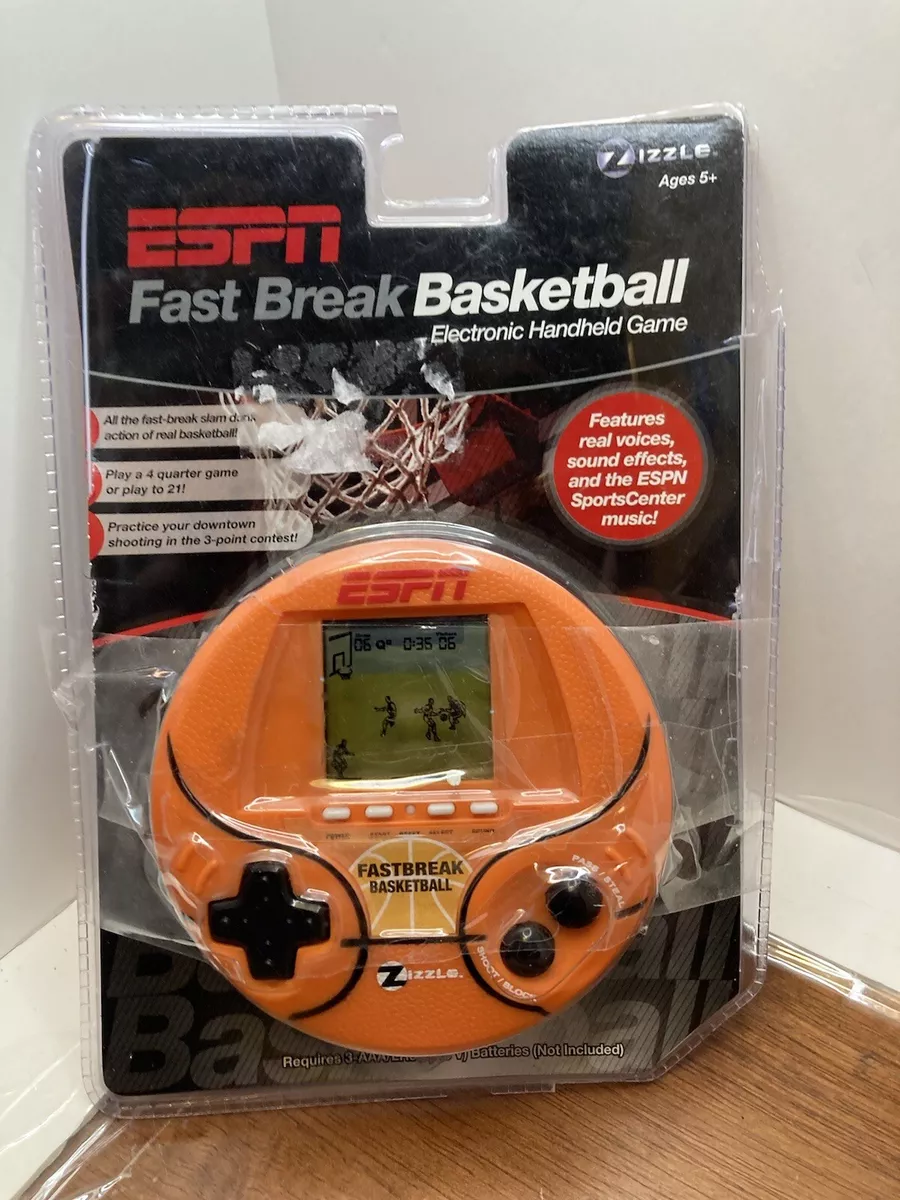 ZIZZLE
Ages 5+
ESPN
Fast Break Basketball
Electronic Handheld Game
All the fast-break slam dunk
action of real basketball!
Play a 4 quarter game
or play to 21!
Practice your downtown
shooting in the 3-point contest!
Features
real voices,
sound effects,
and the ESPN
SportsCenter
music!
ESPN
06 0:35 06
FASTBREAK
BASKETBALL
PASS / STEAL
SHOOT / BLOCK
ZIZZLE
Requires 3-AAA Batteries (Not Included)